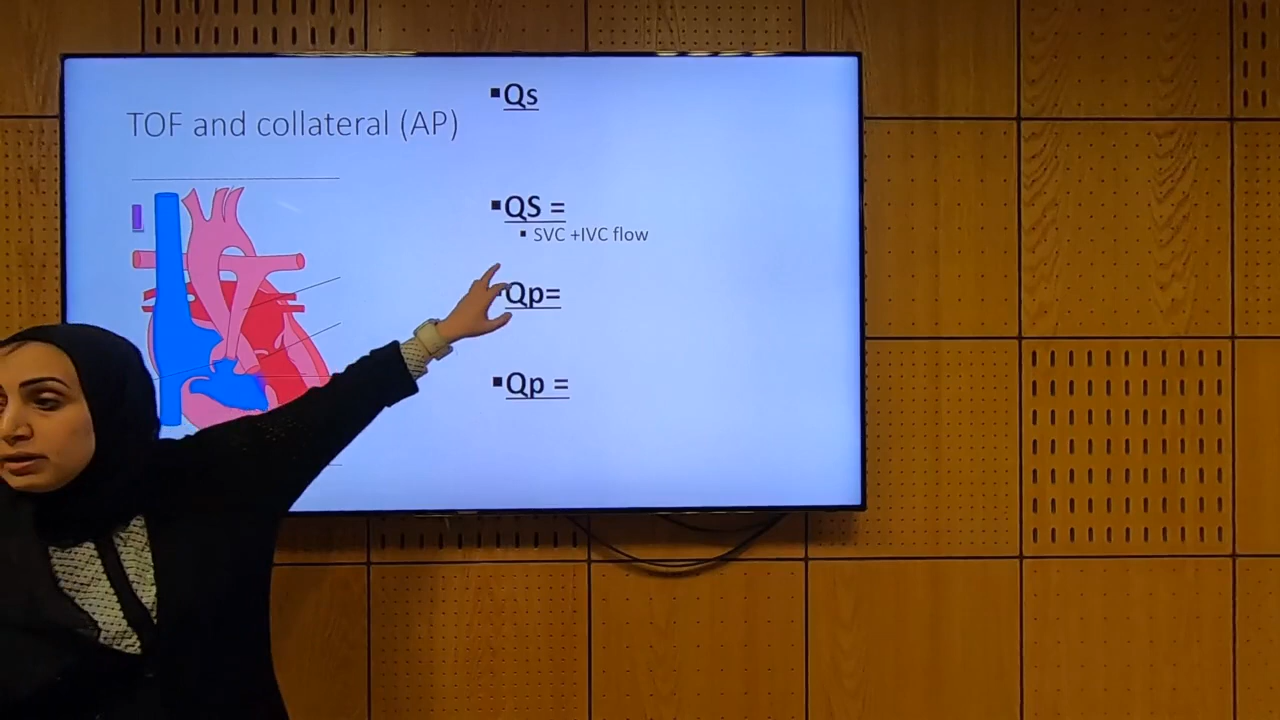 TOF and collateral (AP)
Qs
QS =
SVC +IVC flow
Qp=
Qp =